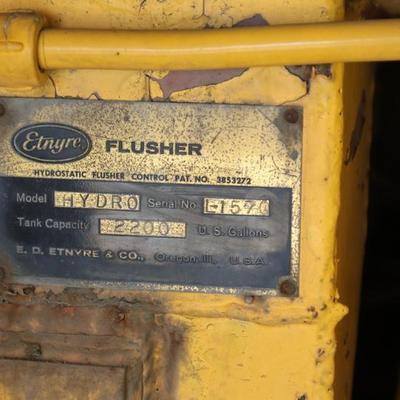 Etnyre FLUSHER
HYDROSTATIC FLUSHER CONTROL PAT. NO. 3853272
Model HYDRO Serial No.
Tank Capacity 2200 U.S. Gallons
E. D. ETNYRE & CO., Oregon, Ill., U.S.A.